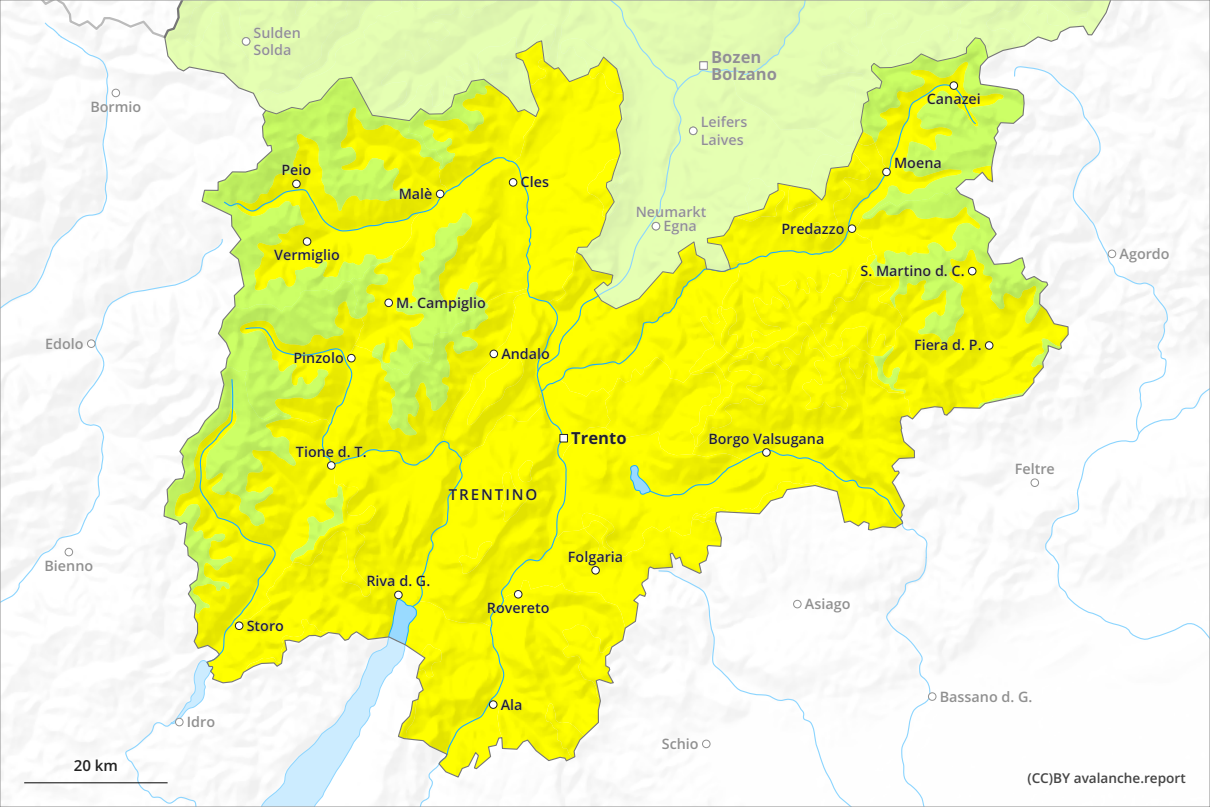 Sulden
Solda
Bozen
Bolzano
Bormio
Canazei
Leifers
Laives
Moena
Peio
Malè
Cles
Neumarkt
Egna
Predazzo
Vermiglio
Agordo
S. Martino d. C.
M. Campiglio
Edolo
Pinzolo
Andalo
Fiera d. P.
Trento
Borgo Valsugana
Tione d. T.
Feltre
TRENTINO
Bienno
Folgaria
Riva d. G.
Rovereto
Asiago
Storo
Bassano d. G.
Ala
Idro
Schio
20 km
(CC)BY avalanche.report